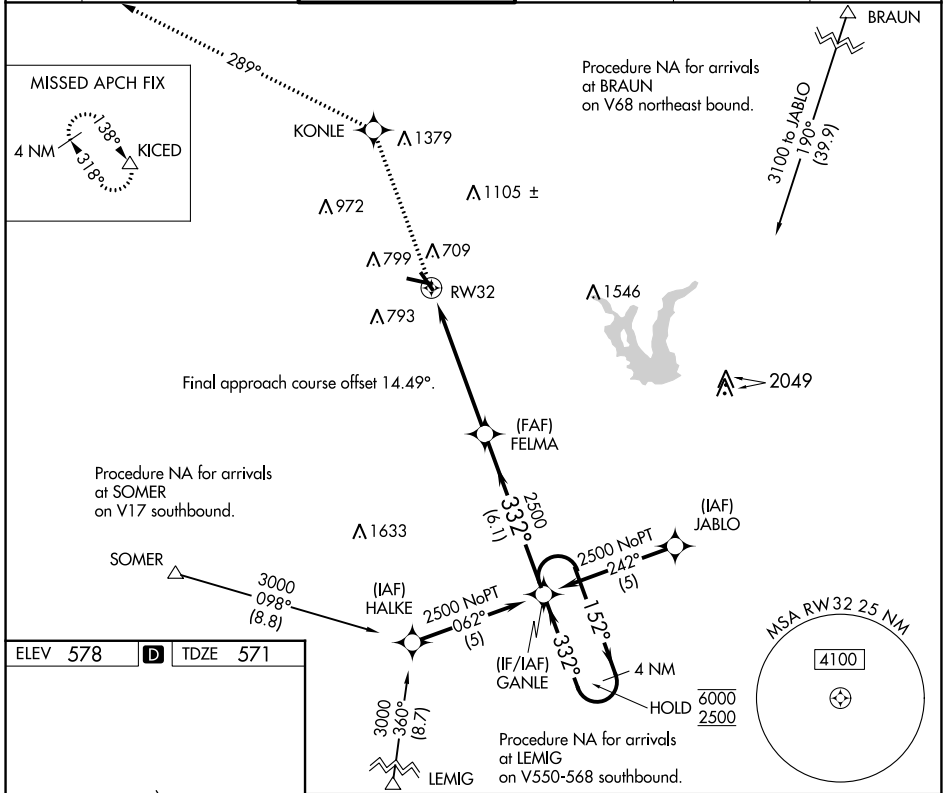 BRAUN
Procedure NA for arrivals
at BRAUN
on V68 northeast bound.
3100 to JABLO
190°
(39.9)
289°
MISSED APCH FIX
138°
4 NM
KICED
318°
KONLE
1379
972
1105 ±
799
709
RW32
793
1546
Final approach course offset 14.49°.
2049
(FAF)
FELMA
Procedure NA for arrivals
at SOMER
on V17 southbound.
2500
332°
(6.1)
(IAF)
JABLO
1633
SOMER
3000
098°
(8.8)
2500 NoPT
242°
(5)
(IAF)
HALKE
2500 NoPT
062°
(5)
152°
332°
(IF/IAF)
GANLE
4 NM
HOLD
6000
2500
MSA RW32 25 NM
4100
ELEV 578 D TDZE 571
3000
360°
(8.7)
LEMIG
Procedure NA for arrivals
at LEMIG
on V550-568 southbound.